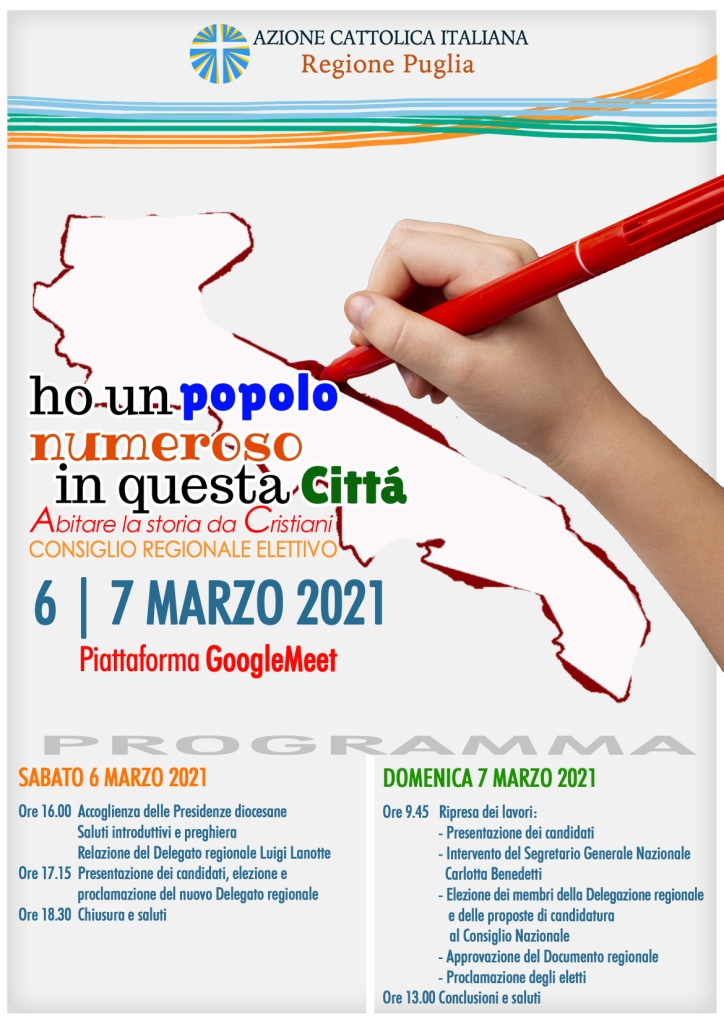 AZIONE CATTOLICA ITALIANA
Regione Puglia
ho un popolo
numeroso
in questa Cittá
Abitare la storia da Cristiani
CONSIGLIO REGIONALE ELETTIVO
6 | 7 MARZO 2021
Piattaforma GoogleMeet
PROGRAMMA
SABATO 6 MARZO 2021
Ore 16.00 Accoglienza delle Presidenze diocesane
Saluti introduttivi e preghiera
Relazione del Delegato regionale Luigi Lanotte
Ore 17.15 Presentazione dei candidati, elezione e
proclamazione del nuovo Delegato regionale
Ore 18.30 Chiusura e saluti
DOMENICA 7 MARZO 2021
Ore 9.45 Ripresa dei lavori:
- Presentazione dei candidati
- Intervento del Segretario Generale Nazionale
Carlotta Benedetti
- Elezione dei membri della Delegazione regionale
e delle proposte di candidatura
al Consiglio Nazionale
- Approvazione del Documento regionale
- Proclamazione degli eletti
Ore 13.00 Conclusioni e saluti